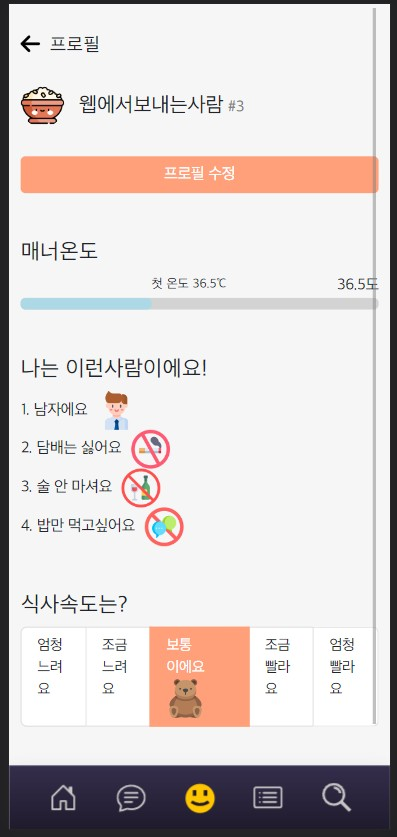 프로필
웹에서보내는사람 #3
프로필 수정
매너온도
첫 온도 36.5℃
36.5도
나는 이런사람이에요!
1. 남자에요
2. 담배는 싫어요
3. 술 안 마셔요
4. 밥만 먹고싶어요
식사속도는?
엄청
느려
요
조금
느려
요
보통
이에요
조금
빨라
요
엄청
빨라
요